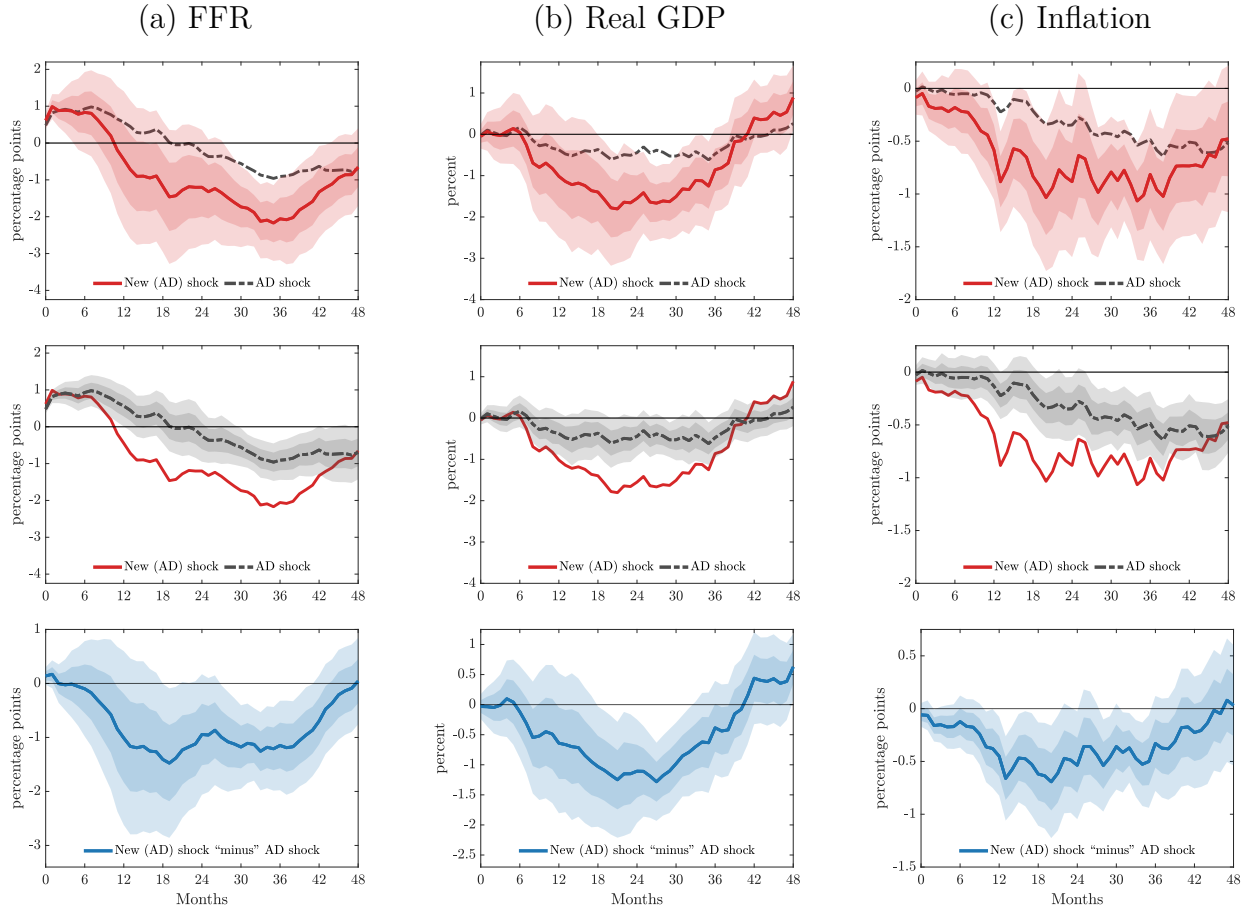 (a) FFR
(b) Real GDP
(c) Inflation
percentage points
2
1
0
-1
-2
-3
-4
New (AD) shock AD shock
0 6 12 18 24 30 36 42 48
percent
2
1
0
-1
-2
-3
-4
New (AD) shock AD shock
0 6 12 18 24 30 36 42 48
percentage points
0
-0.5
-1
-1.5
-2
New (AD) shock AD shock
0 6 12 18 24 30 36 42 48
percentage points
2
1
0
-1
-2
-3
-4
New (AD) shock AD shock
0 6 12 18 24 30 36 42 48
percent
2
1
0
-1
-2
-3
-4
New (AD) shock AD shock
0 6 12 18 24 30 36 42 48
percentage points
0
-0.5
-1
-1.5
-2
New (AD) shock AD shock
0 6 12 18 24 30 36 42 48
percentage points
1
0
-1
-2
-3
New (AD) shock “minus” AD shock
0 6 12 18 24 30 36 42 48
Months
percent
1
0.5
0
-0.5
-1
-1.5
-2
-2.5
New (AD) shock “minus” AD shock
0 6 12 18 24 30 36 42 48
Months
percentage points
0.5
0
-0.5
-1
-1.5
New (AD) shock “minus” AD shock
0 6 12 18 24 30 36 42 48
Months